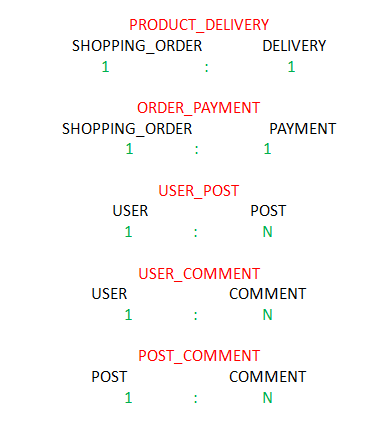 PRODUCT_DELIVERY
SHOPPING_ORDER DELIVERY
1 : 1
ORDER_PAYMENT
SHOPPING_ORDER PAYMENT
1 : 1
USER_POST
USER POST
1 : N
USER_COMMENT
USER COMMENT
1 : N
POST_COMMENT
POST COMMENT
1 : N